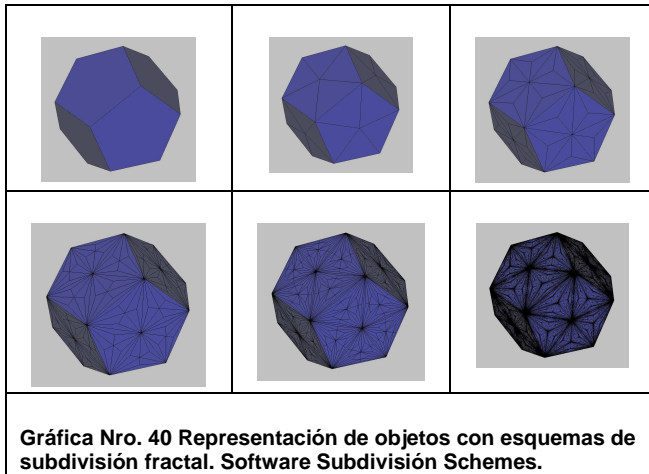 Gráfica Nro. 40 Representación de objetos con esquemas de
subdivisión fractal. Software Subdivisión Schemes.